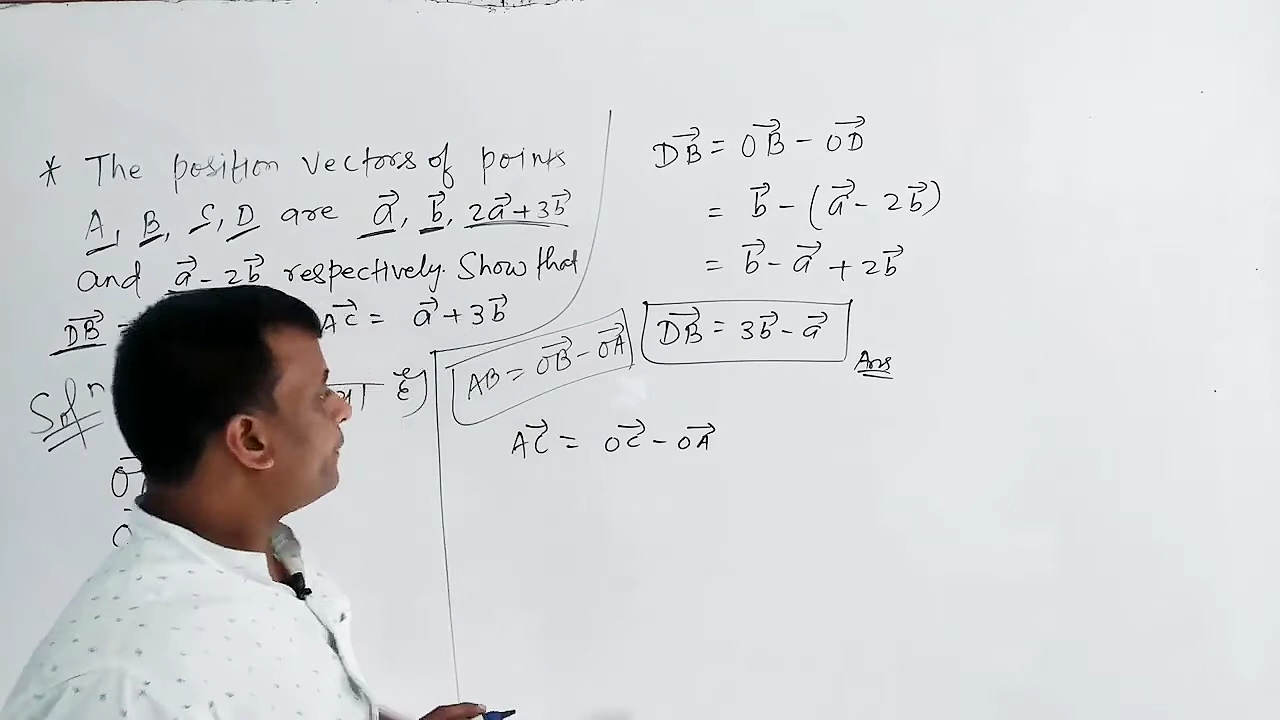 * The position vectors of points
A, B, C, D are a⃗, b⃗, 2a⃗+3b⃗
and a⃗-2b⃗ respectively. Show that
DB⃗ = AC⃗ = a⃗+3b⃗
Solⁿ है)
DB⃗ = OB⃗ - OD⃗
= b⃗ - (a⃗ - 2b⃗)
= b⃗ - a⃗ + 2b⃗
DB⃗ = 3b⃗ - a⃗
Ans
AB = OB⃗ - OA⃗
AC⃗ = OC⃗ - OA⃗